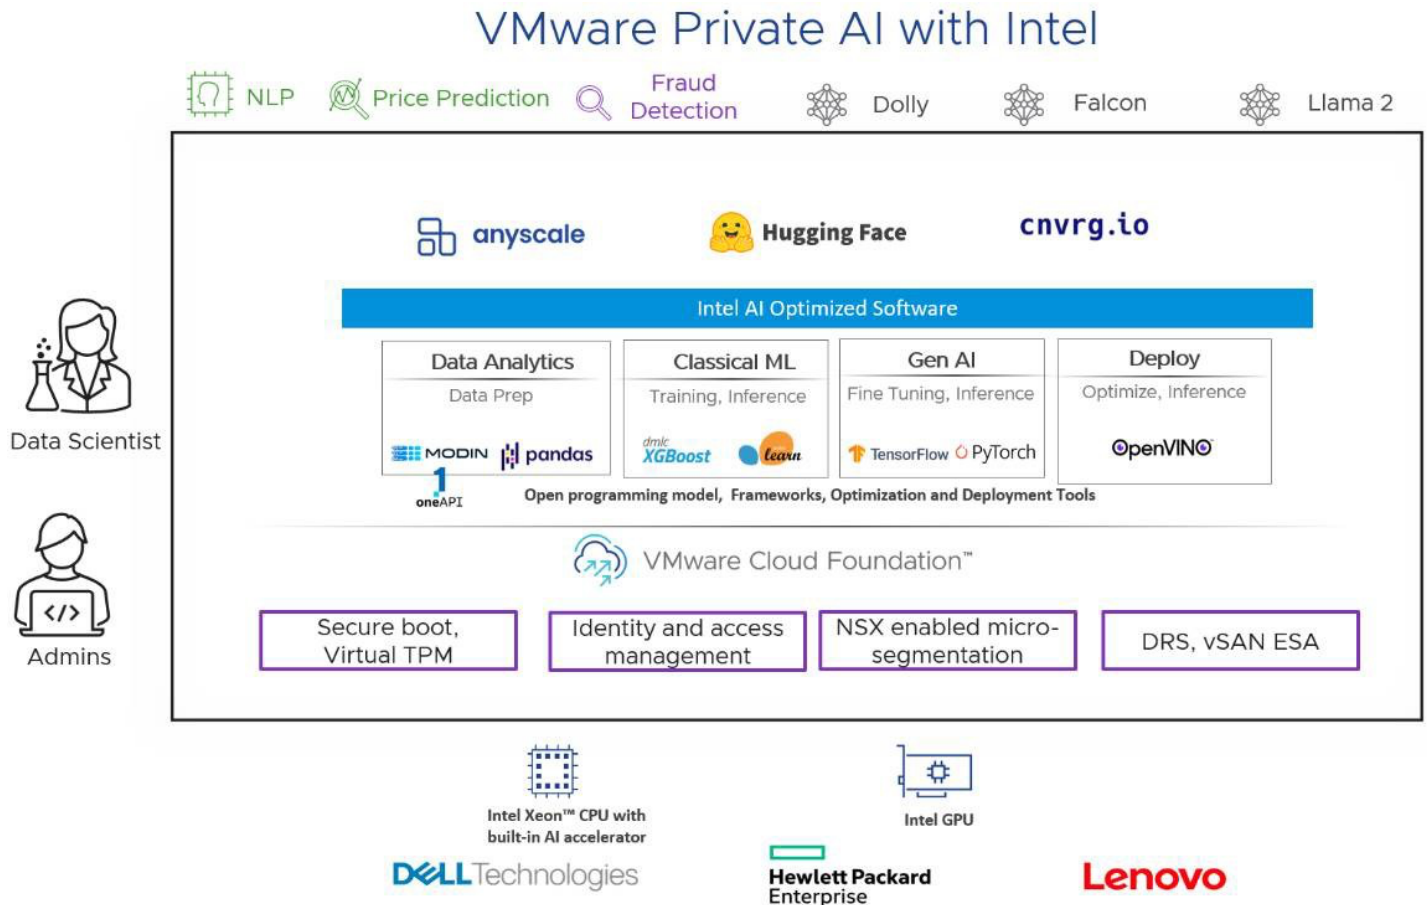 VMware Private AI with Intel
NLP
Price Prediction
Fraud
Detection
Dolly
Falcon
Llama 2
anyscale
Hugging Face
cnvrg.io
Intel AI Optimized Software
Data Analytics
Data Prep
MODIN
pandas
Classical ML
Training, Inference
dmlc
XGBoost
learn
Gen AI
Fine Tuning, Inference
TensorFlow
PyTorch
Deploy
Optimize, Inference
OpenVINO
1
oneAPI
Open programming model, Frameworks, Optimization and Deployment Tools
Data Scientist
Admins
</>
VMware Cloud Foundation™
Secure boot,
Virtual TPM
Identity and access
management
NSX enabled micro-
segmentation
DRS, vSAN ESA
Intel Xeon™ CPU with
built-in AI accelerator
Intel GPU
DELLTechnologies
Hewlett Packard
Enterprise
Lenovo